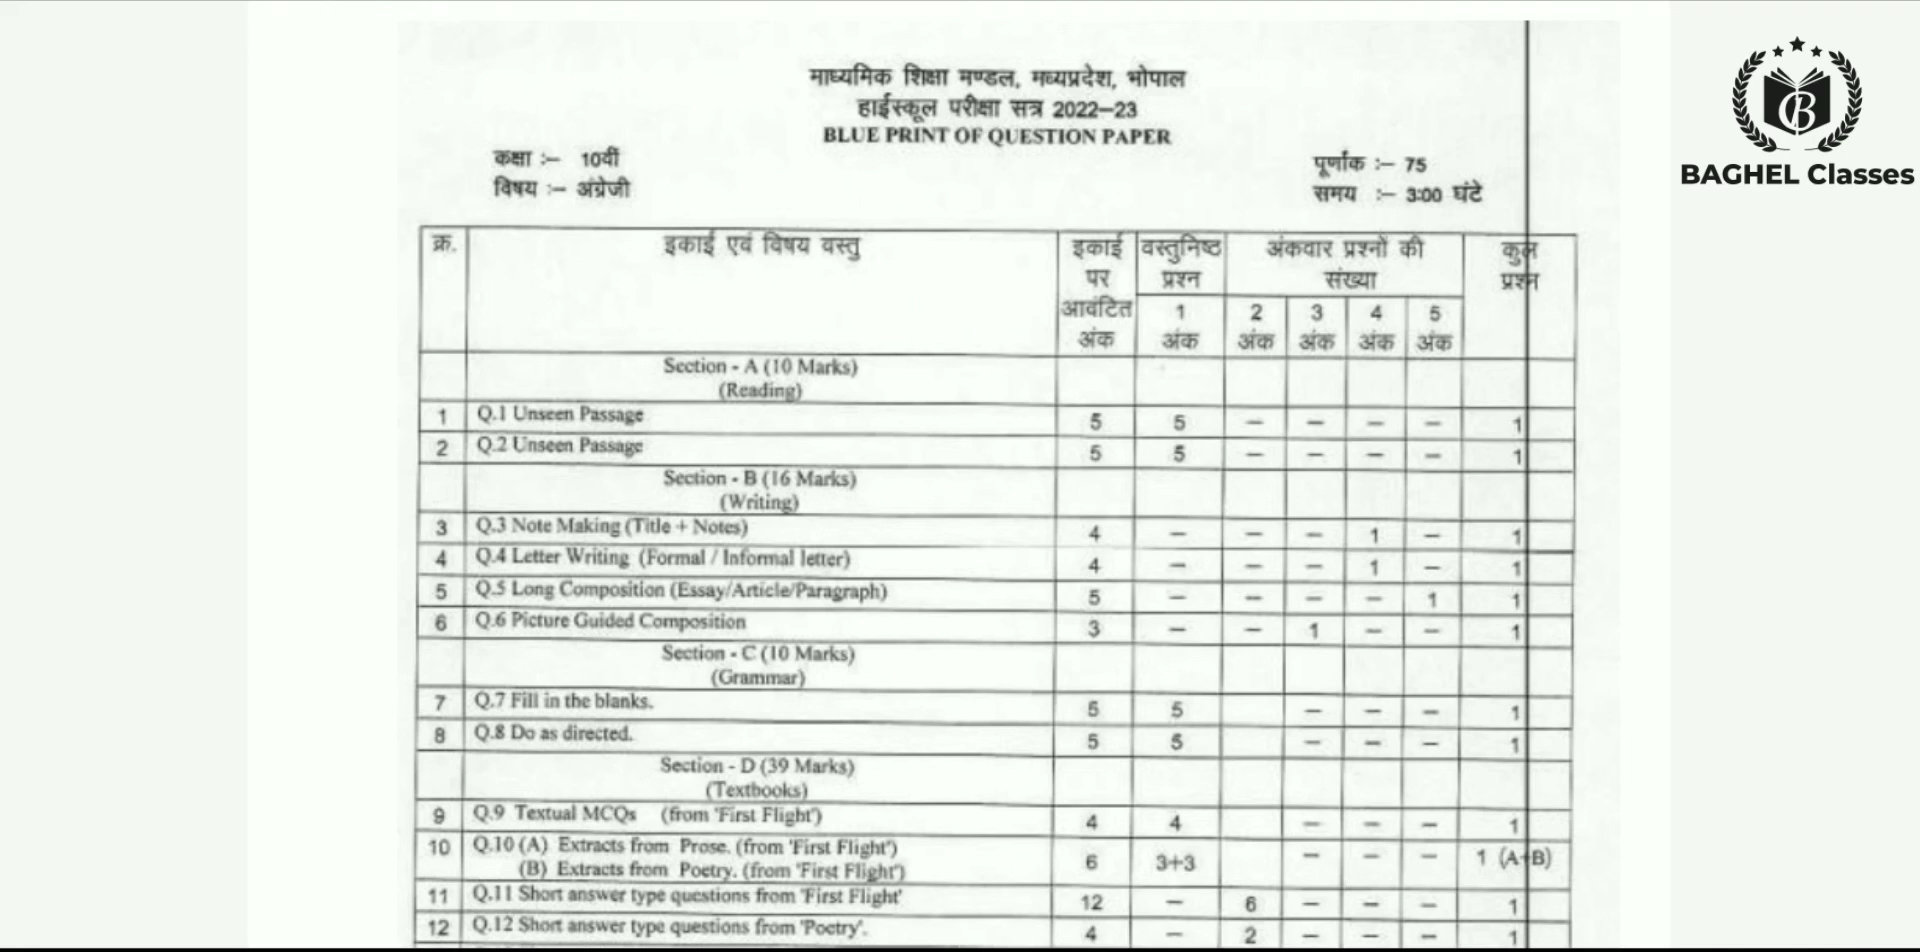 माध्यमिक शिक्षा मण्डल, मध्यप्रदेश, भोपाल
हाईस्कूल परीक्षा सत्र 2022–23
BLUE PRINT OF QUESTION PAPER
कक्षा :– 10वीं
विषय :– अंग्रेजी
पूर्णांक :– 75
समय :– 3:00 घंटे
B
BAGHEL Classes
क्र. इकाई एवं विषय वस्तु इकाई पर आवंटित अंक वस्तुनिष्ठ प्रश्न अंकवार प्रश्नों की संख्या कुल प्रश्न
1 अंक 2 अंक 3 अंक 4 अंक 5 अंक
Section - A (10 Marks)
(Reading)
1 Q.1 Unseen Passage 5 5 – – – – 1
2 Q.2 Unseen Passage 5 5 – – – – 1
Section - B (16 Marks)
(Writing)
3 Q.3 Note Making (Title + Notes) 4 – – – 1 – 1
4 Q.4 Letter Writing (Formal / Informal letter) 4 – – – 1 – 1
5 Q.5 Long Composition (Essay/Article/Paragraph) 5 – – – – 1 1
6 Q.6 Picture Guided Composition 3 – – 1 – – 1
Section - C (10 Marks)
(Grammar)
7 Q.7 Fill in the blanks. 5 5 – – – 1
8 Q.8 Do as directed. 5 5 – – – 1
Section - D (39 Marks)
(Textbooks)
9 Q.9 Textual MCQs (from 'First Flight') 4 4 – – – 1
10 Q.10 (A) Extracts from Prose. (from 'First Flight')
(B) Extracts from Poetry. (from 'First Flight') 6 3+3 – – – 1 (A+B)
11 Q.11 Short answer type questions from 'First Flight' 12 – 6 – – – 1
12 Q.12 Short answer type questions from 'Poetry'. 4 – 2 – – – 1